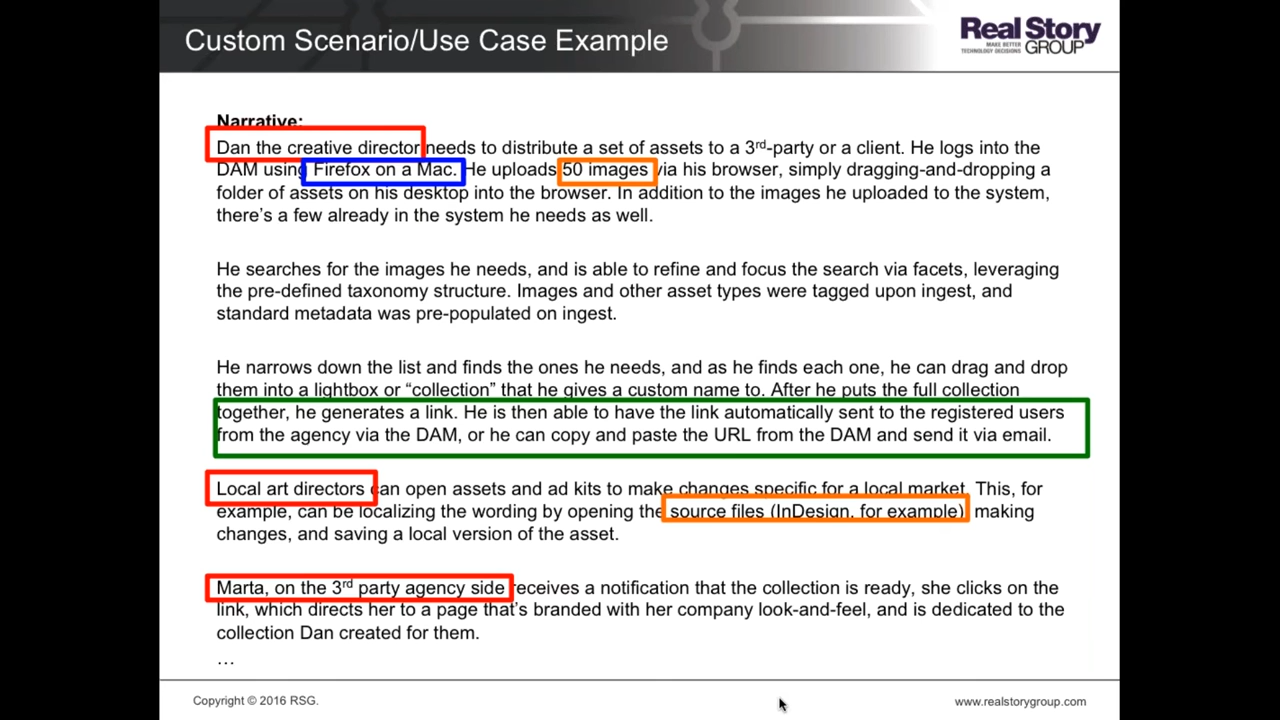 Custom Scenario/Use Case Example
Real Story
MAKE BETTER
TECHNOLOGY DECISIONS
GROUP
Narrative:
Dan the creative director needs to distribute a set of assets to a 3rd-party or a client. He logs into the
DAM using Firefox on a Mac. He uploads 50 images via his browser, simply dragging-and-dropping a
folder of assets on his desktop into the browser. In addition to the images he uploaded to the system,
there's a few already in the system he needs as well.
He searches for the images he needs, and is able to refine and focus the search via facets, leveraging
the pre-defined taxonomy structure. Images and other asset types were tagged upon ingest, and
standard metadata was pre-populated on ingest.
He narrows down the list and finds the ones he needs, and as he finds each one, he can drag and drop
them into a lightbox or “collection” that he gives a custom name to. After he puts the full collection
together, he generates a link. He is then able to have the link automatically sent to the registered users
from the agency via the DAM, or he can copy and paste the URL from the DAM and send it via email.
Local art directors can open assets and ad kits to make changes specific for a local market. This, for
example, can be localizing the wording by opening the source files (InDesign, for example), making
changes, and saving a local version of the asset.
Marta, on the 3rd party agency side receives a notification that the collection is ready, she clicks on the
link, which directs her to a page that's branded with her company look-and-feel, and is dedicated to the
collection Dan created for them.
…
Copyright © 2016 RSG.
www.realstorygroup.com